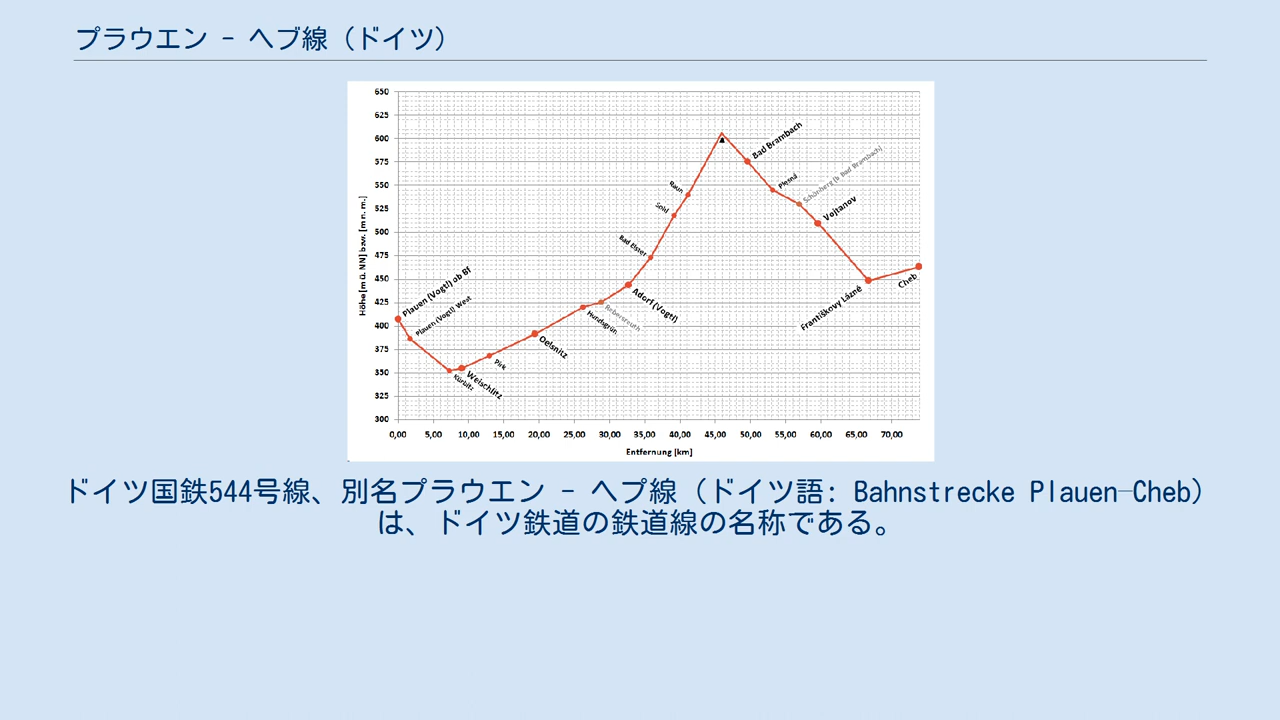 プラウエン - ヘブ線（ドイツ）
650
625
600
575
550
525
500
475
450
425
400
375
350
325
300
Höhe [m ü. NN] bzw. [m n. m.]
Plauen (Vogtl) ob Bf
Plauen (Vogtl) West
Kürbitz
Weischlitz
Pirk
Oelsnitz
Hundsgrün
Rebersreuth
Adorf (Vogtl)
Bad Elster
Sohl
Raun
Bad Brambach
Plesná
Schönberg (b Bad Brambach)
Vojtanov
Františkovy Lázně
Cheb
0,00 5,00 10,00 15,00 20,00 25,00 30,00 35,00 40,00 45,00 50,00 55,00 60,00 65,00 70,00
Entfernung [km]
ドイツ国鉄544号線、別名プラウエン - ヘプ線（ドイツ語: Bahnstrecke Plauen–Cheb）
は、ドイツ鉄道の鉄道線の名称である。